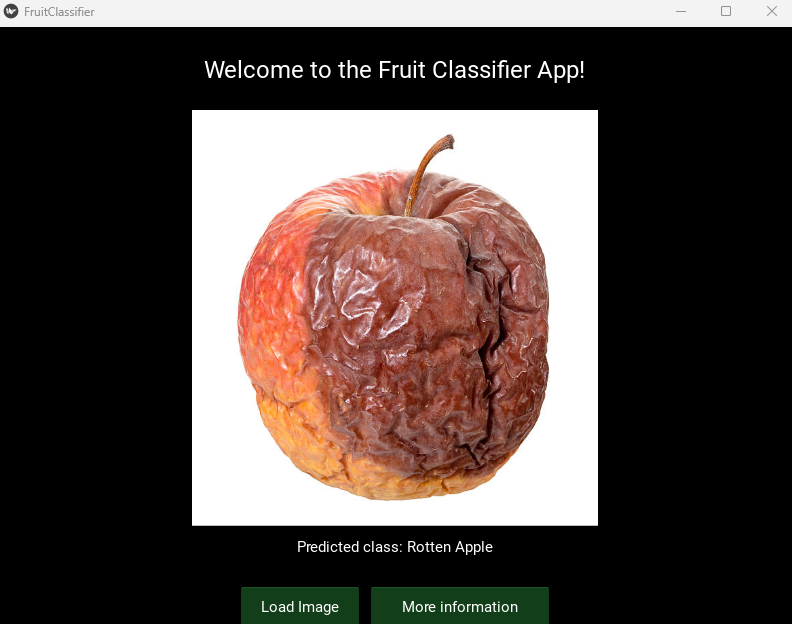 FruitClassifier
Welcome to the Fruit Classifier App!
Predicted class: Rotten Apple
Load Image
More information